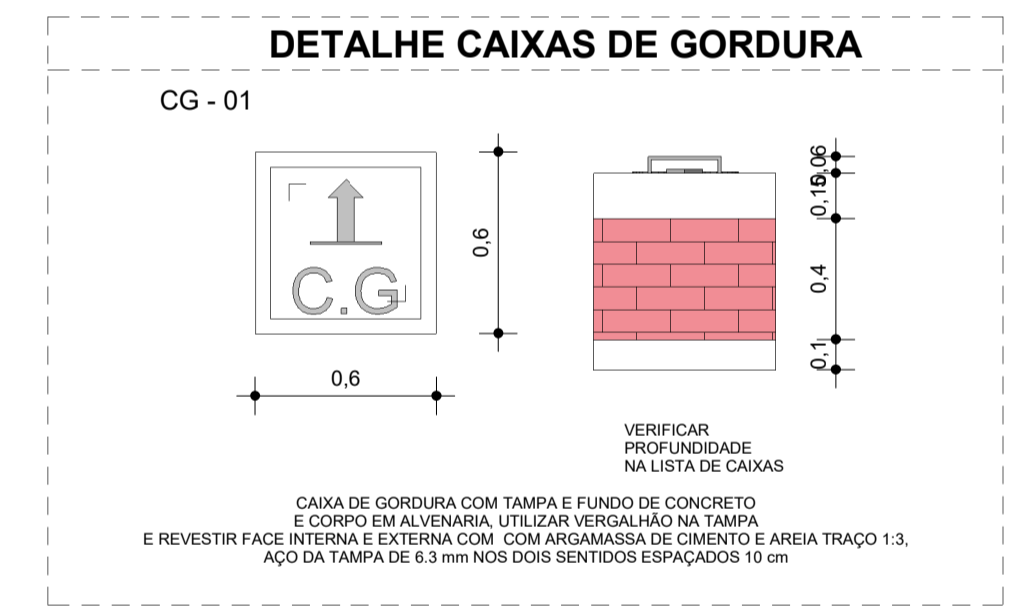 DETALHE CAIXAS DE GORDURA
CG - 01
C.G
0,6
0,6
0,06
0,15
0,4
0,1
VERIFICAR
PROFUNDIDADE
NA LISTA DE CAIXAS
CAIXA DE GORDURA COM TAMPA E FUNDO DE CONCRETO
E CORPO EM ALVENARIA, UTILIZAR VERGALHÃO NA TAMPA
E REVESTIR FACE INTERNA E EXTERNA COM COM ARGAMASSA DE CIMENTO E AREIA TRAÇO 1:3,
AÇO DA TAMPA DE 6.3 mm NOS DOIS SENTIDOS ESPAÇADOS 10 cm